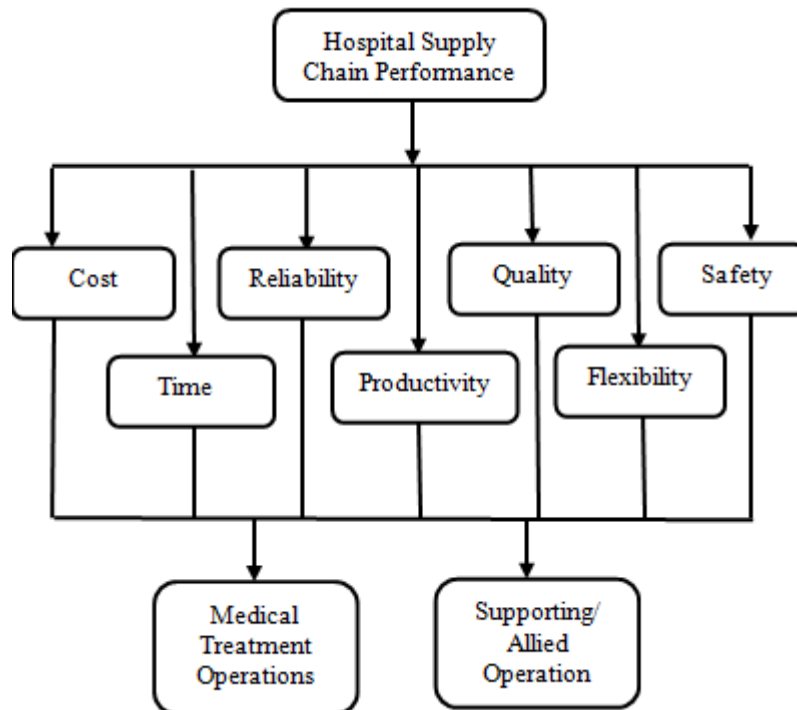 Hospital Supply
Chain Performance
Cost
Reliability
Quality
Safety
Time
Productivity
Flexibility
Medical
Treatment
Operations
Supporting/
Allied
Operation